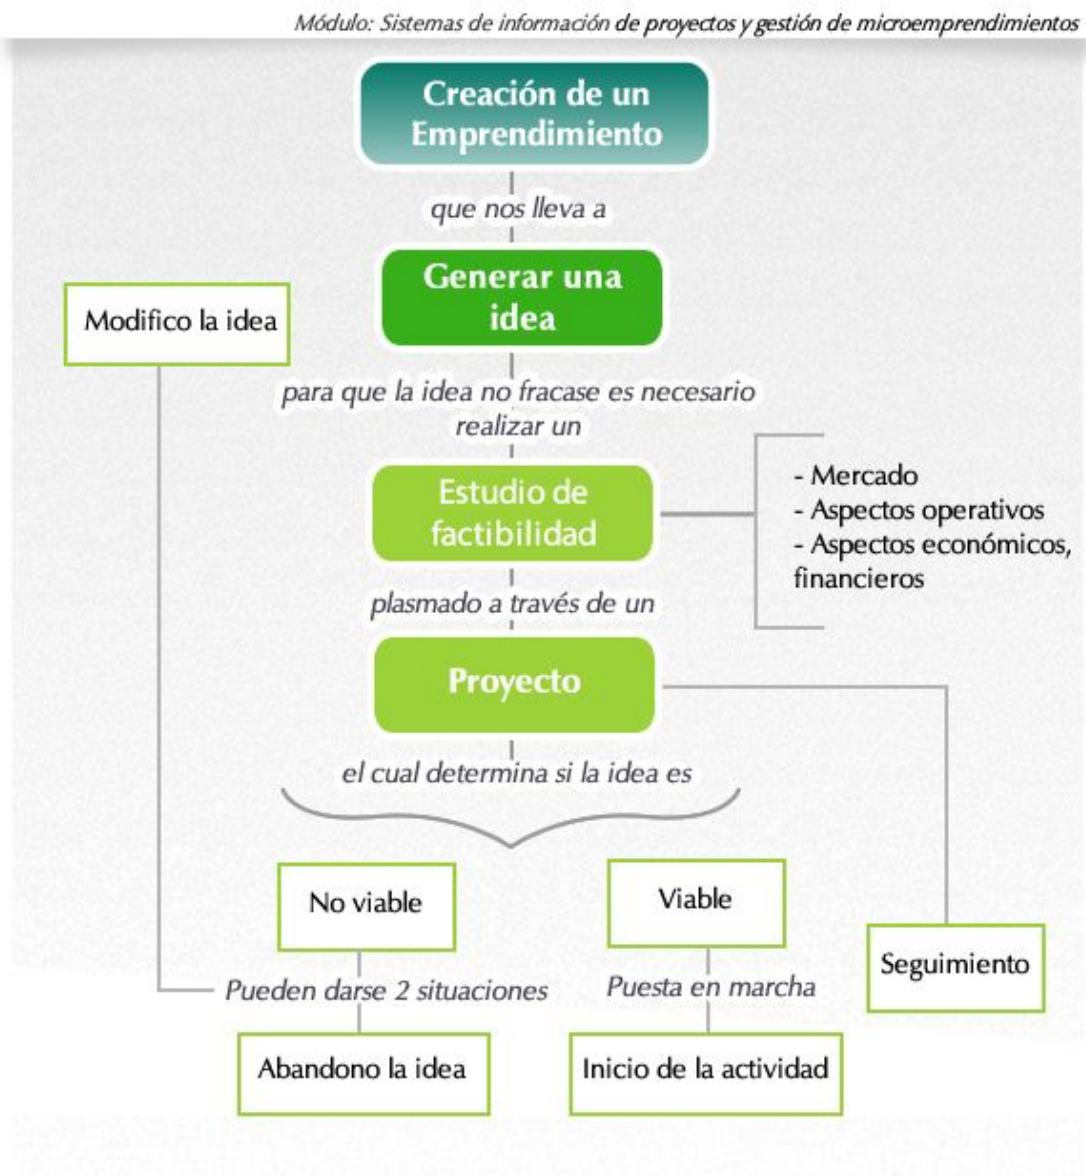 Módulo: Sistemas de información de proyectos y gestión de microemprendimientos
Creación de un
Emprendimiento
que nos lleva a
Generar una
idea
Modifico la idea
para que la idea no fracase es necesario
realizar un
Estudio de
factibilidad
- Mercado
- Aspectos operativos
- Aspectos económicos,
financieros
plasmado a través de un
Proyecto
el cual determina si la idea es
No viable
Viable
Seguimiento
Pueden darse 2 situaciones
Puesta en marcha
Abandono la idea
Inicio de la actividad